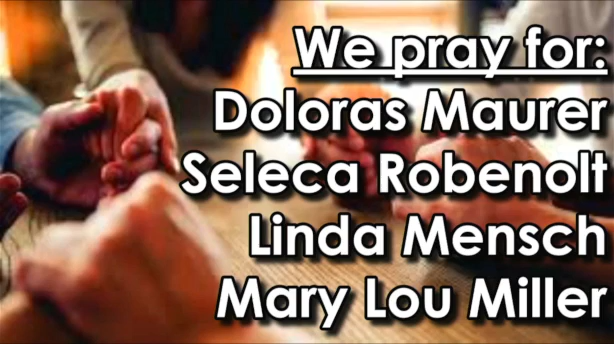 We pray for:
Doloras Maurer
Seleca Robenolt
Linda Mensch
Mary Lou Miller